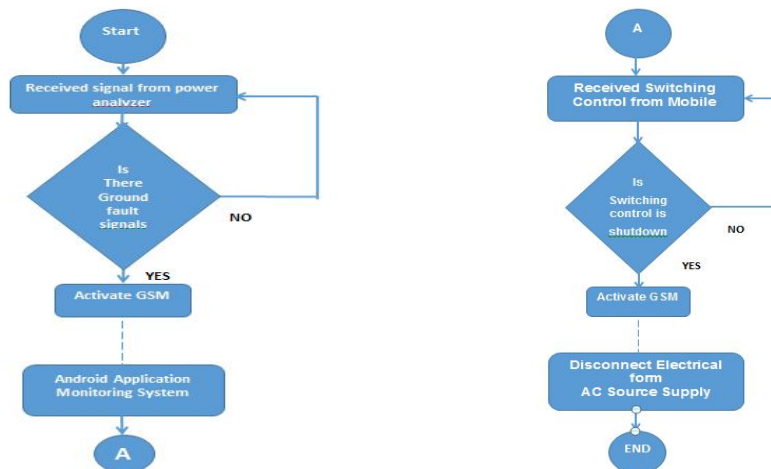 Start
Received signal from power
analyzer
Is
There
Ground
fault
signals
NO
YES
Activate GSM
Android Application
Monitoring System
A
A
Received Switching
Control from Mobile
Is
Switching
control is
shutdown
NO
YES
Activate GSM
Disconnect Electrical
form
AC Source Supply
END